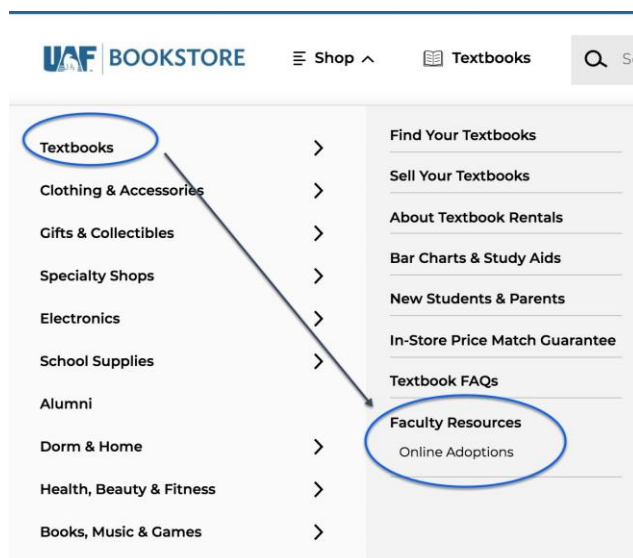 UAF BOOKSTORE
Shop
Textbooks
Textbooks
Clothing & Accessories
Gifts & Collectibles
Specialty Shops
Electronics
School Supplies
Alumni
Dorm & Home
Health, Beauty & Fitness
Books, Music & Games
Find Your Textbooks
Sell Your Textbooks
About Textbook Rentals
Bar Charts & Study Aids
New Students & Parents
In-Store Price Match Guarantee
Textbook FAQs
Faculty Resources
Online Adoptions